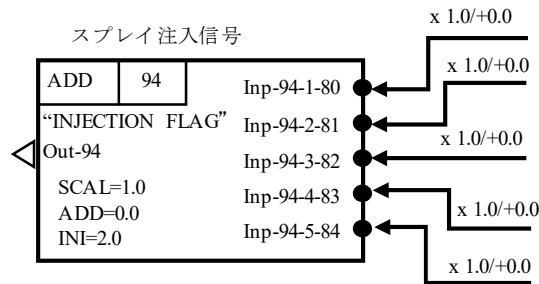 スプレイ注入信号
x 1.0/+0.0
ADD 94
Inp-94-1-80
x 1.0/+0.0
“INJECTION FLAG”
Inp-94-2-81
x 1.0/+0.0
Out-94
Inp-94-3-82
SCAL=1.0
Inp-94-4-83
x 1.0/+0.0
ADD=0.0
INI=2.0
Inp-94-5-84
x 1.0/+0.0